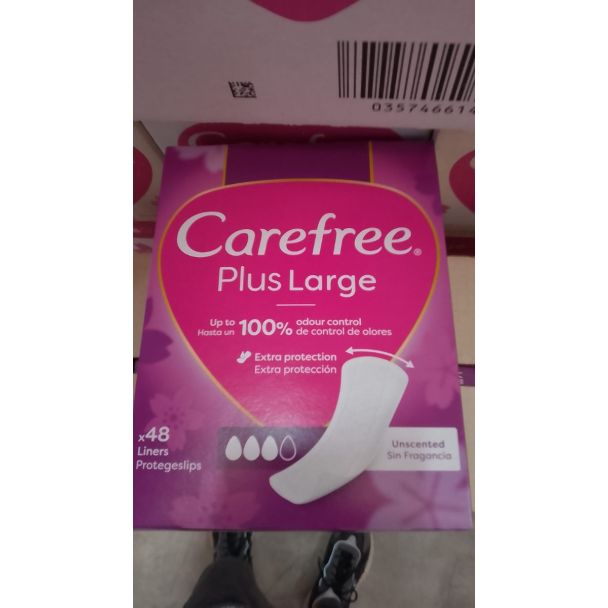 035746614
Carefree®
Plus Large
Up to
Hasta un
100%
odour control
de control de olores
Extra protection
Extra protección
x48
Liners
Protegeslips
Unscented
Sin Fragancia